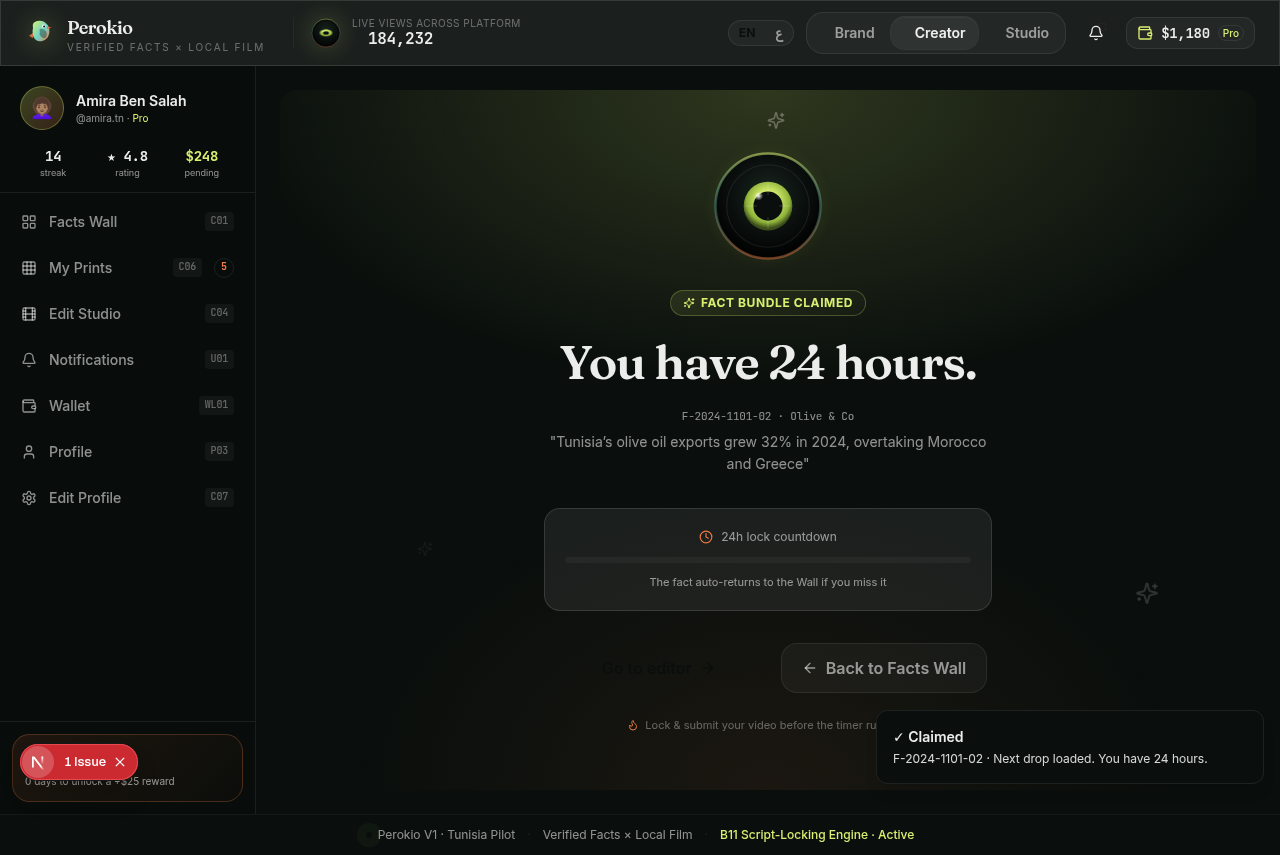 Perokio
VERIFIED FACTS × LOCAL FILM
LIVE VIEWS ACROSS PLATFORM
184,232
EN ع
Brand
Creator
Studio
$1,180 Pro
Amira Ben Salah
@amira.tn · Pro
14
streak
★ 4.8
rating
$248
pending
Facts Wall C01
My Prints C06 5
Edit Studio C04
Notifications U01
Wallet WL01
Profile P03
Edit Profile C07
N 1 Issue
0 days to unlock a +$25 reward
FACT BUNDLE CLAIMED
You have 24 hours.
F-2024-1101-02 · Olive & Co
"Tunisia's olive oil exports grew 32% in 2024, overtaking Morocco
and Greece"
24h lock countdown
The fact auto-returns to the Wall if you miss it
Go to editor →
← Back to Facts Wall
Lock & submit your video before the timer ru
✓ Claimed
F-2024-1101-02 · Next drop loaded. You have 24 hours.
Perokio V1 · Tunisia Pilot · Verified Facts × Local Film · B11 Script-Locking Engine · Active